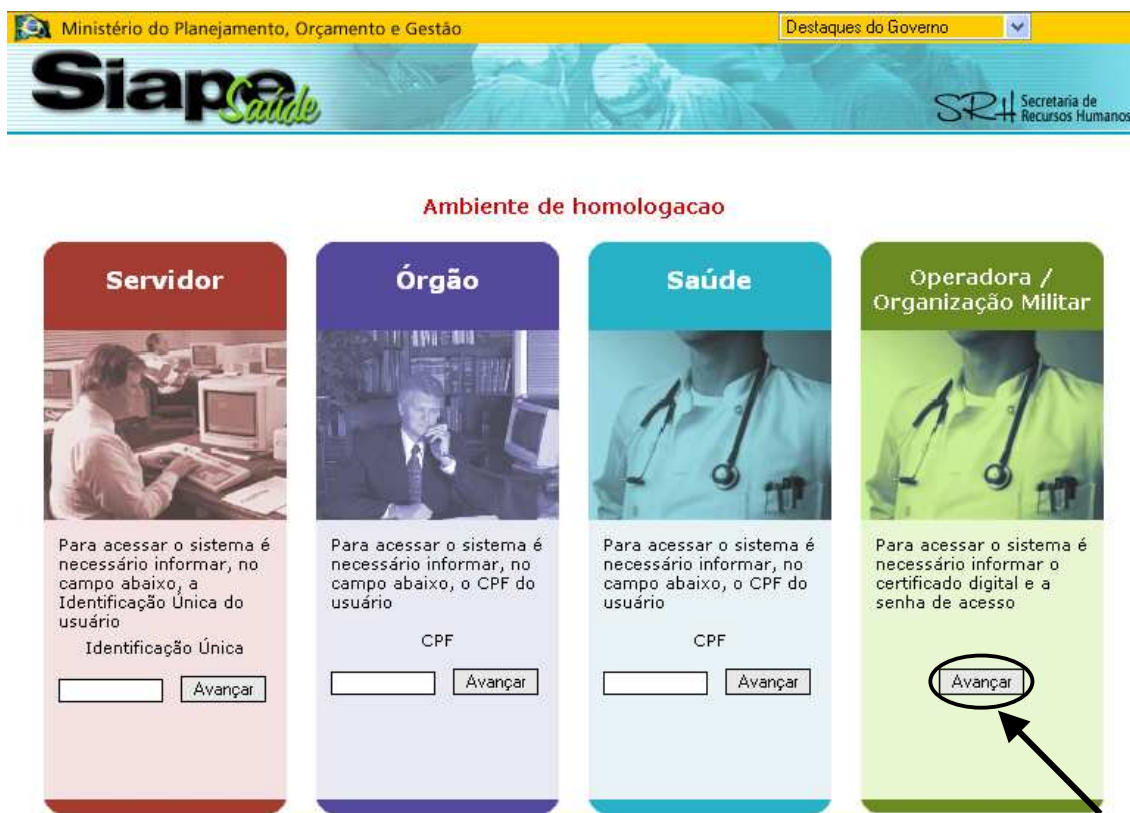 Ministério do Planejamento, Orçamento e Gestão
Destaques do Governo
Siape
Saúde
SRH Secretaria de
Recursos Humanos
Ambiente de homologacao
Servidor
Para acessar o sistema é
necessário informar, no
campo abaixo, a
Identificação Única do
usuário
Identificação Única
Avançar
Órgão
Para acessar o sistema é
necessário informar, no
campo abaixo, o CPF do
usuário
CPF
Avançar
Saúde
Para acessar o sistema é
necessário informar, no
campo abaixo, o CPF do
usuário
CPF
Avançar
Operadora /
Organização Militar
Para acessar o sistema é
necessário informar o
certificado digital e a
senha de acesso
Avançar